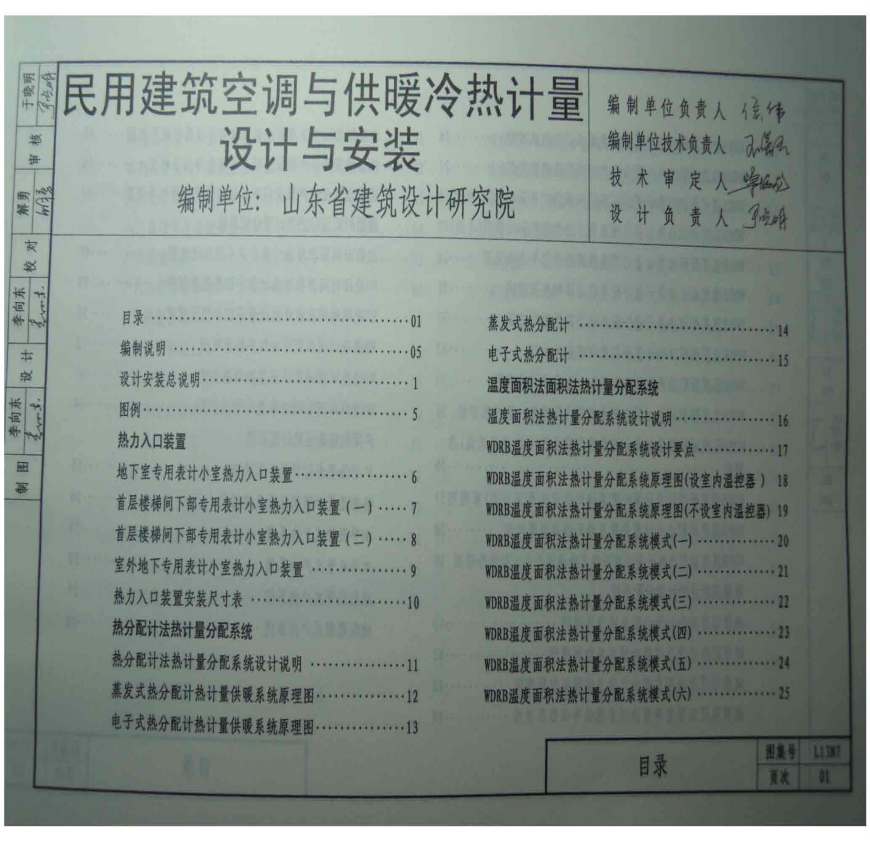 民用建筑空调与供暖冷热计量
设计与安装
编制单位：山东省建筑设计研究院
编制单位负责人
编制单位技术负责人
技术审定人
设计负责人 于晓明
于晓明
审核
解勇
校对
李向东
设计
李向东
制图
目录 ··································01
编制说明 ······························05
设计安装总说明··························1
图例··································5
热力入口装置
地下室专用表计小室热力入口装置···············6
首层楼梯间下部专用表计小室热力入口装置（一）·····7
首层楼梯间下部专用表计小室热力入口装置（二）·····8
室外地下专用表计小室热力入口装置··············9
热力入口装置安装尺寸表 ····················10
热分配计法热计量分配系统
热分配计法热计量分配系统设计说明 ·············11
蒸发式热分配计热计量供暖系统原理图············12
电子式热分配计热计量供暖系统原理图············13
蒸发式热分配计 ··························14
电子式热分配计 ··························15
温度面积法面积法热计量分配系统
温度面积法热计量分配系统设计说明··············16
WDRB温度面积法热计量分配系统设计要点··········17
WDRB温度面积法热计量分配系统原理图(设室内温控器) 18
WDRB温度面积法热计量分配系统原理图(不设室内温控器) 19
WDRB温度面积法热计量分配系统模式(一)··········20
WDRB温度面积法热计量分配系统模式(二)··········21
WDRB温度面积法热计量分配系统模式(三)··········22
WDRB温度面积法热计量分配系统模式(四)··········23
WDRB温度面积法热计量分配系统模式(五)··········24
WDRB温度面积法热计量分配系统模式(六)··········25
目录
图集号 L13N7
页次 01